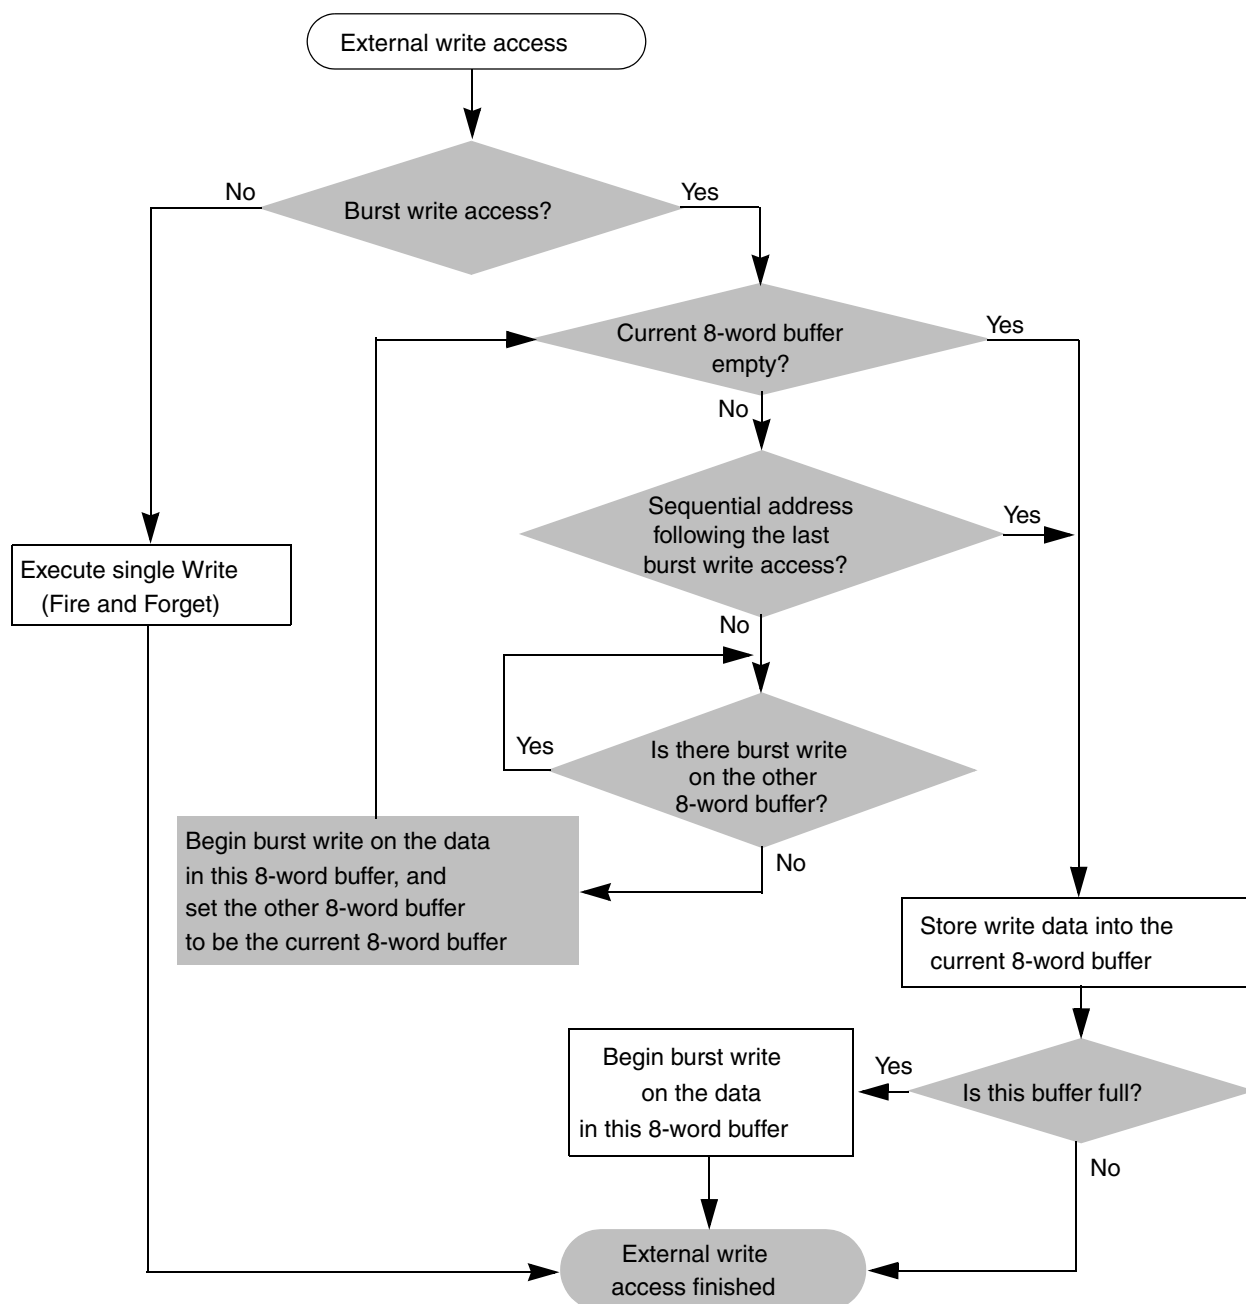 External write access
No
Yes
Burst write access?
Current 8-word buffer
empty?
Yes
No
Sequential address
following the last
burst write access?
Yes
No
Execute single Write
(Fire and Forget)
Yes
Is there burst write
on the other
8-word buffer?
No
Begin burst write on the data
in this 8-word buffer, and
set the other 8-word buffer
to be the current 8-word buffer
Store write data into the
current 8-word buffer
Begin burst write
on the data
in this 8-word buffer
Yes
Is this buffer full?
No
External write
access finished